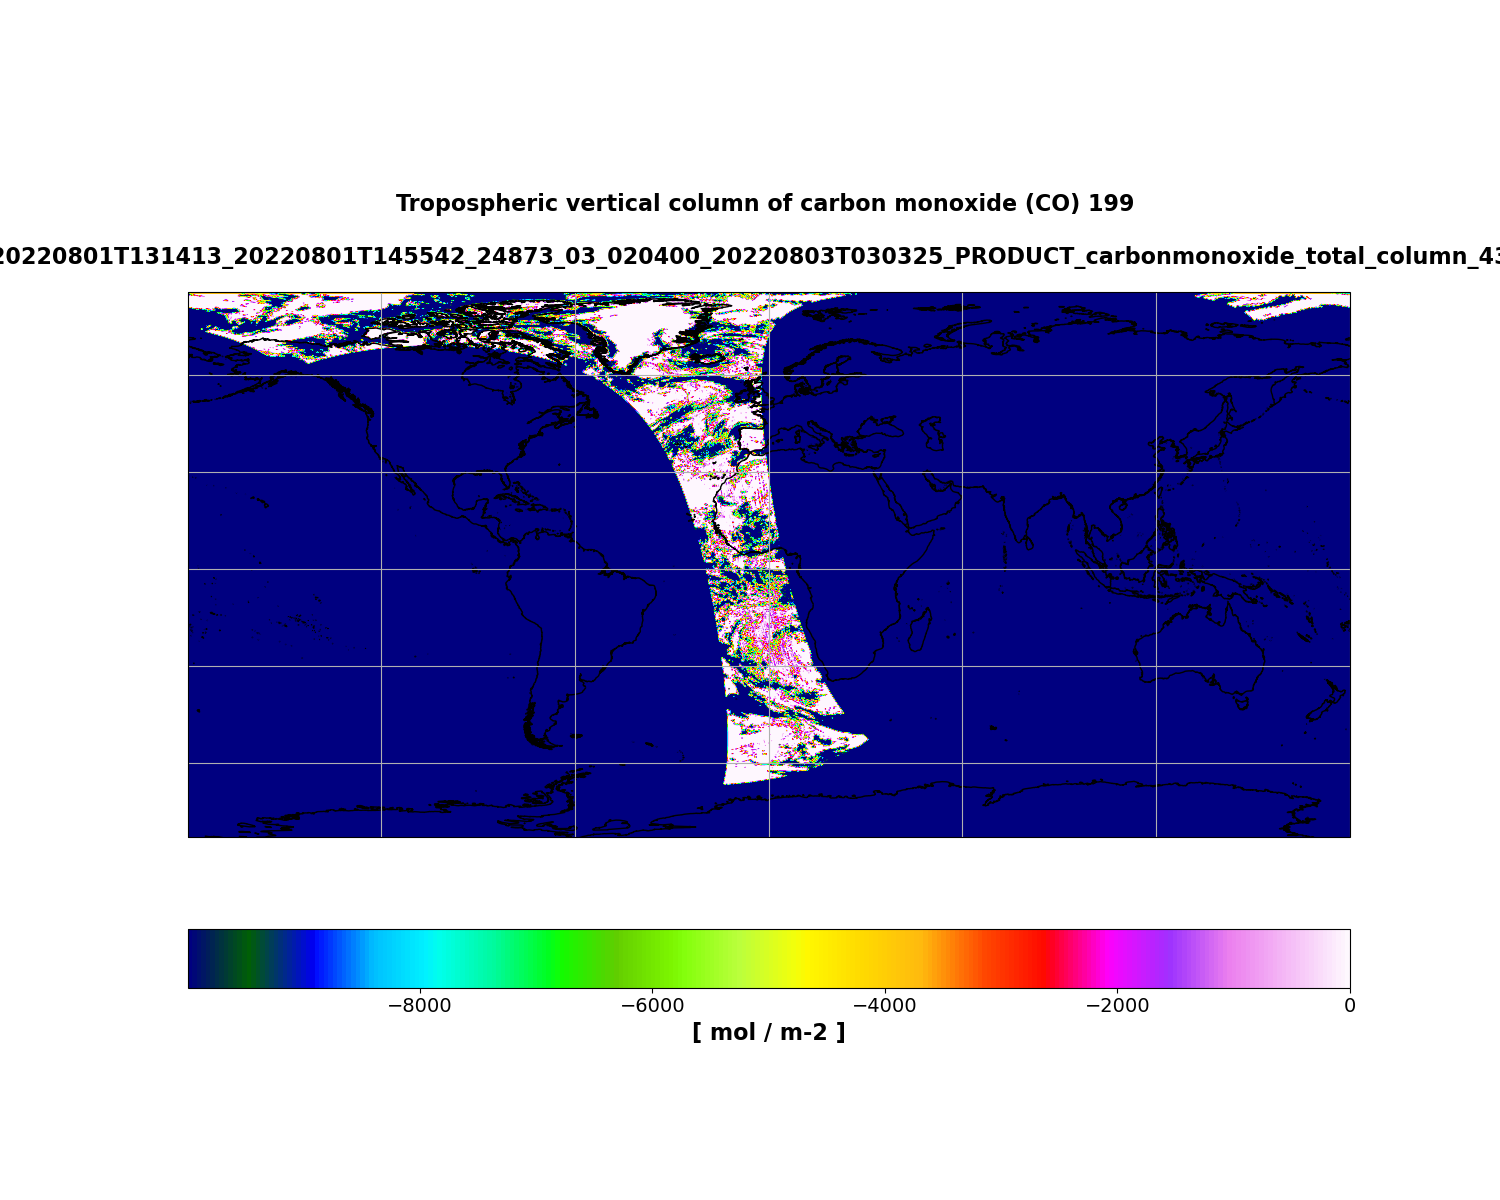 Tropospheric vertical column of carbon monoxide (CO) 199
20220801T131413_20220801T145542_24873_03_020400_20220803T030325_PRODUCT_carbonmonoxide_total_column_43
−8000 −6000 −4000 −2000 0
[ mol / m-2 ]